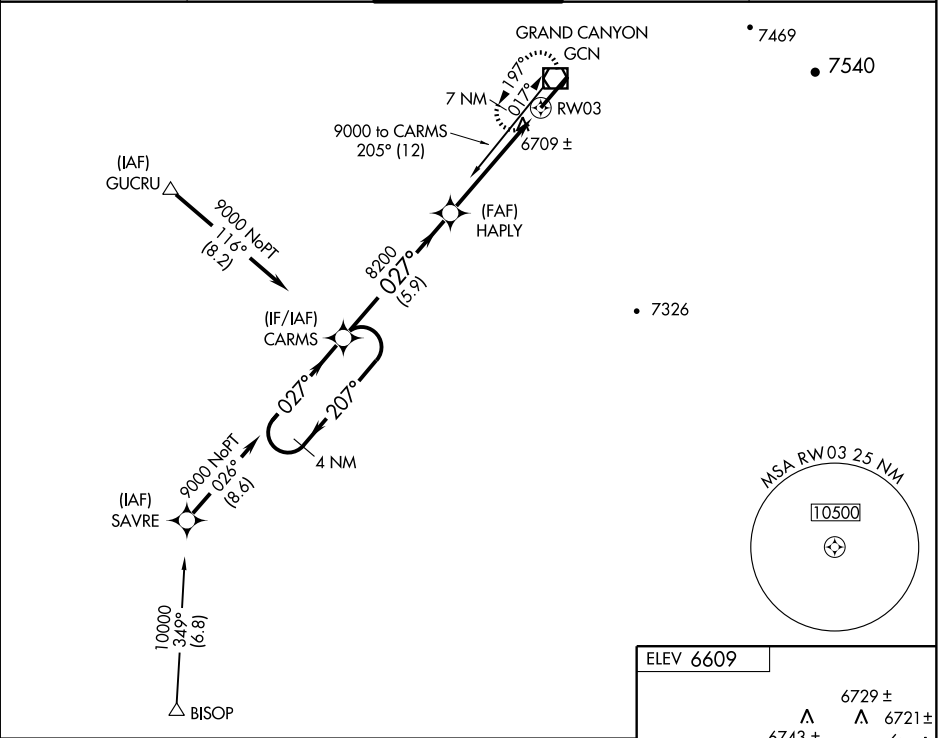 GRAND CANYON
GCN
7469
7540
197°
017°
7 NM
RW03
9000 to CARMS
205° (12)
6709 ±
(IAF)
GUCRU
9000 NoPT
116°
(8.2)
(FAF)
HAPLY
8200
027°
(5.9)
7326
(IF/IAF)
CARMS
027°
207°
4 NM
9000 NoPT
026°
(8.6)
(IAF)
SAVRE
MSA RW03 25 NM
10500
10000
349°
(6.8)
BISOP
ELEV 6609
6729 ±
6721±
6743 ±